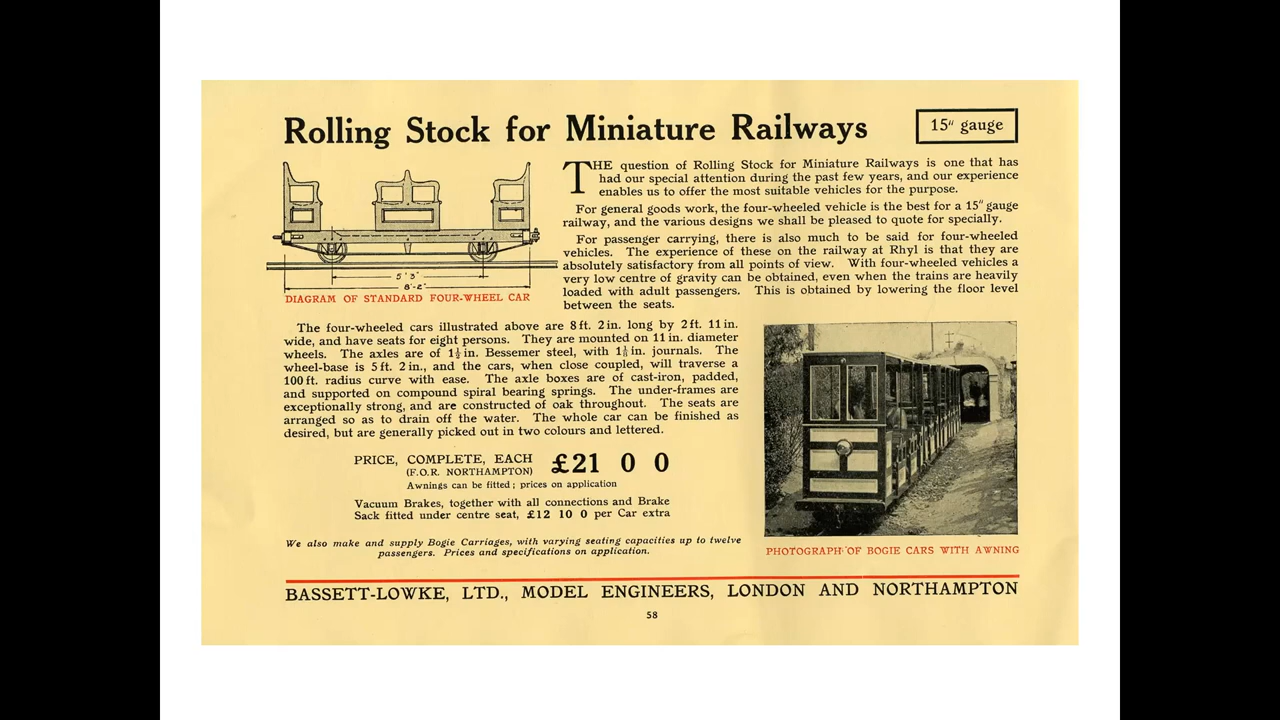 Rolling Stock for Miniature Railways
15" gauge
THE question of Rolling Stock for Miniature Railways is one that has
had our special attention during the past few years, and our experience
enables us to offer the most suitable vehicles for the purpose.
For general goods work, the four-wheeled vehicle is the best for a 15" gauge
railway, and the various designs we shall be pleased to quote for specially.
For passenger carrying, there is also much to be said for four-wheeled
vehicles. The experience of these on the railway at Rhyl is that they are
absolutely satisfactory from all points of view. With four-wheeled vehicles a
very low centre of gravity can be obtained, even when the trains are heavily
loaded with adult passengers. This is obtained by lowering the floor level
between the seats.
5' 3"
8'-2"
DIAGRAM OF STANDARD FOUR-WHEEL CAR
The four-wheeled cars illustrated above are 8 ft. 2 in. long by 2 ft. 11 in.
wide, and have seats for eight persons. They are mounted on 11 in. diameter
wheels. The axles are of 1½ in. Bessemer steel, with in. journals. The
wheel-base is 5 ft. 2 in., and the cars, when close coupled, will traverse a
100 ft. radius curve with ease. The axle boxes are of cast-iron, padded,
and supported on compound spiral bearing springs. The under-frames are
exceptionally strong, and are constructed of oak throughout. The seats are
arranged so as to drain off the water. The whole car can be finished as
desired, but are generally picked out in two colours and lettered.
PRICE, COMPLETE, EACH £21 0 0
(F.O.R. NORTHAMPTON)
Awnings can be fitted; prices on application
Vacuum Brakes, together with all connections and Brake
Sack fitted under centre seat, £12 10 0 per Car extra
We also make and supply Bogie Carriages, with varying seating capacities up to twelve
passengers. Prices and specifications on application.
PHOTOGRAPH OF BOGIE CARS WITH AWNING
BASSETT-LOWKE, LTD., MODEL ENGINEERS, LONDON AND NORTHAMPTON
58